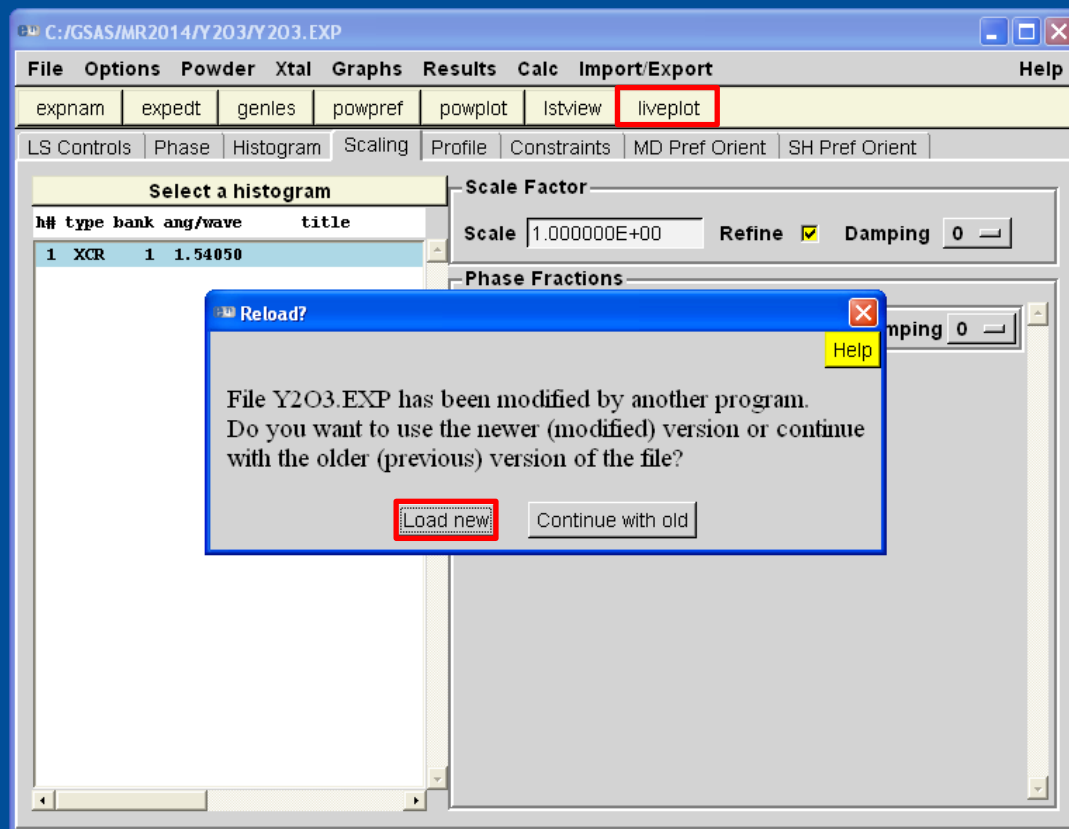 C:/GSAS/MR2014/Y2O3/Y2O3.EXP
File Options Powder Xtal Graphs Results Calc Import/Export Help
expnam expedt genles powpref powplot lstview liveplot
LS Controls Phase Histogram Scaling Profile Constraints MD Pref Orient SH Pref Orient
Select a histogram
h# type bank ang/wave title
1 XCR 1 1.54050
Scale Factor
Scale 1.000000E+00 Refine Damping 0
Phase Fractions
mping 0
Reload?
Help
File Y2O3.EXP has been modified by another program.
Do you want to use the newer (modified) version or continue
with the older (previous) version of the file?
Load new Continue with old